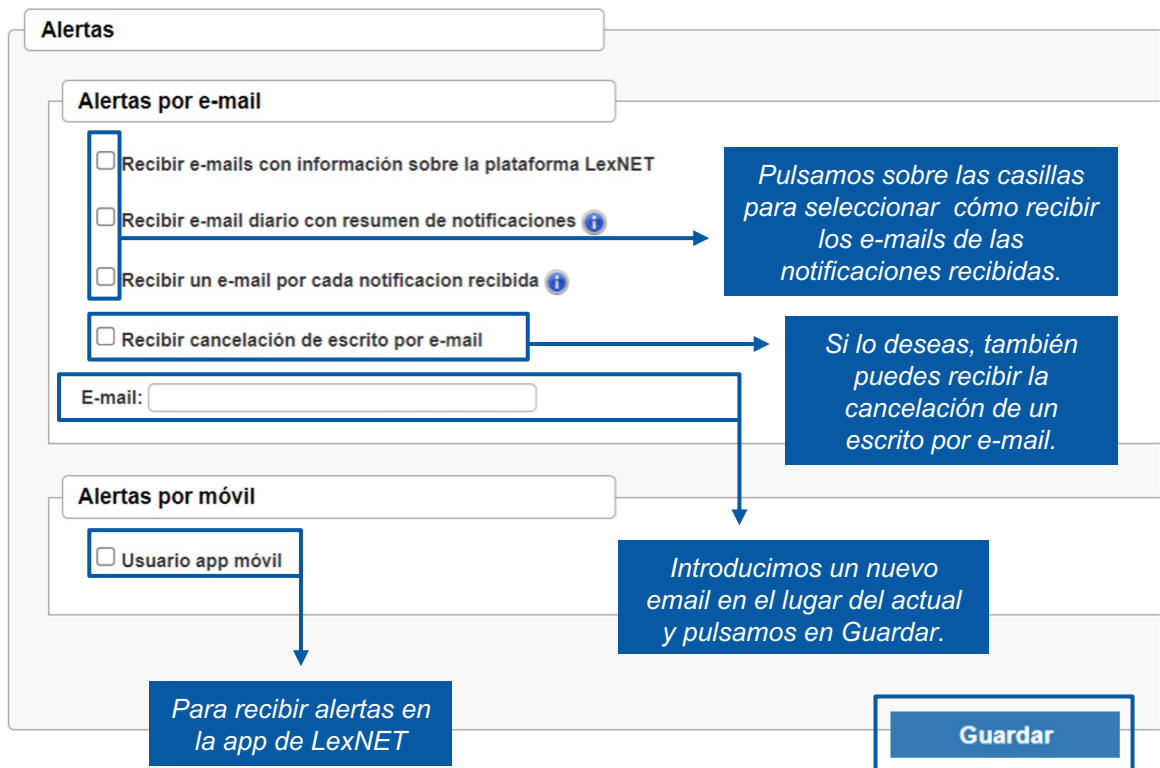 Alertas
Alertas por e-mail
Recibir e-mails con información sobre la plataforma LexNET
Recibir e-mail diario con resumen de notificaciones
Recibir un e-mail por cada notificacion recibida
Recibir cancelación de escrito por e-mail
E-mail:
Pulsamos sobre las casillas
para seleccionar cómo recibir
los e-mails de las
notificaciones recibidas.
Si lo deseas, también
puedes recibir la
cancelación de un
escrito por e-mail.
Alertas por móvil
Usuario app móvil
Introducimos un nuevo
email en el lugar del actual
y pulsamos en Guardar.
Para recibir alertas en
la app de LexNET
Guardar